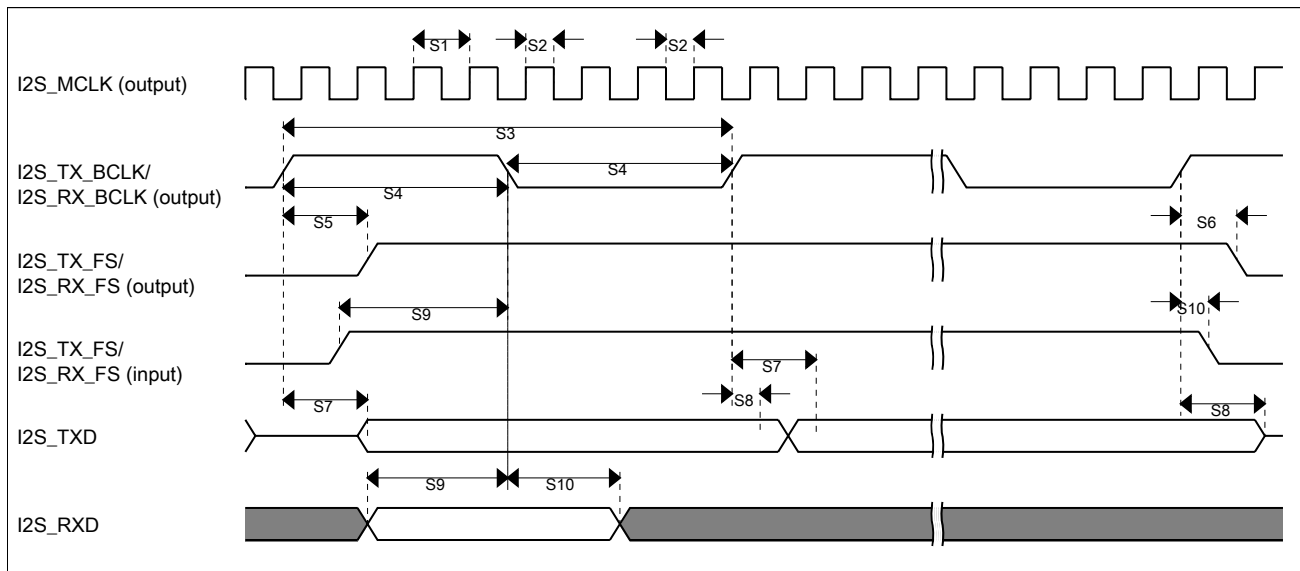 S1
S2
S2
I2S_MCLK (output)
S3
I2S_TX_BCLK/
I2S_RX_BCLK (output)
S4
S4
S5
S6
I2S_TX_FS/
I2S_RX_FS (output)
S9
S10
I2S_TX_FS/
I2S_RX_FS (input)
S7
S7
S8
S8
I2S_TXD
S9
S10
I2S_RXD